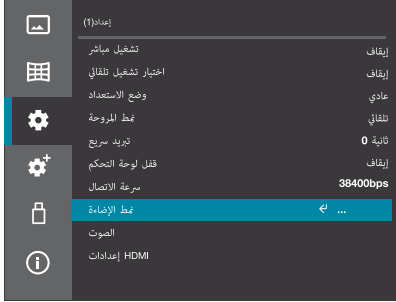 إعداد(1)
تشغيل مباشر إيقاف
اختيار تشغيل تلقائي إيقاف
وضع الاستعداد عادي
نمط المروحة تلقائي
تبريد سريع 0 ثانية
قفل لوحة التحكم إيقاف
سرعة الاتصال 38400bps
نمط الإضاءة ...
الصوت
إعدادات HDMI